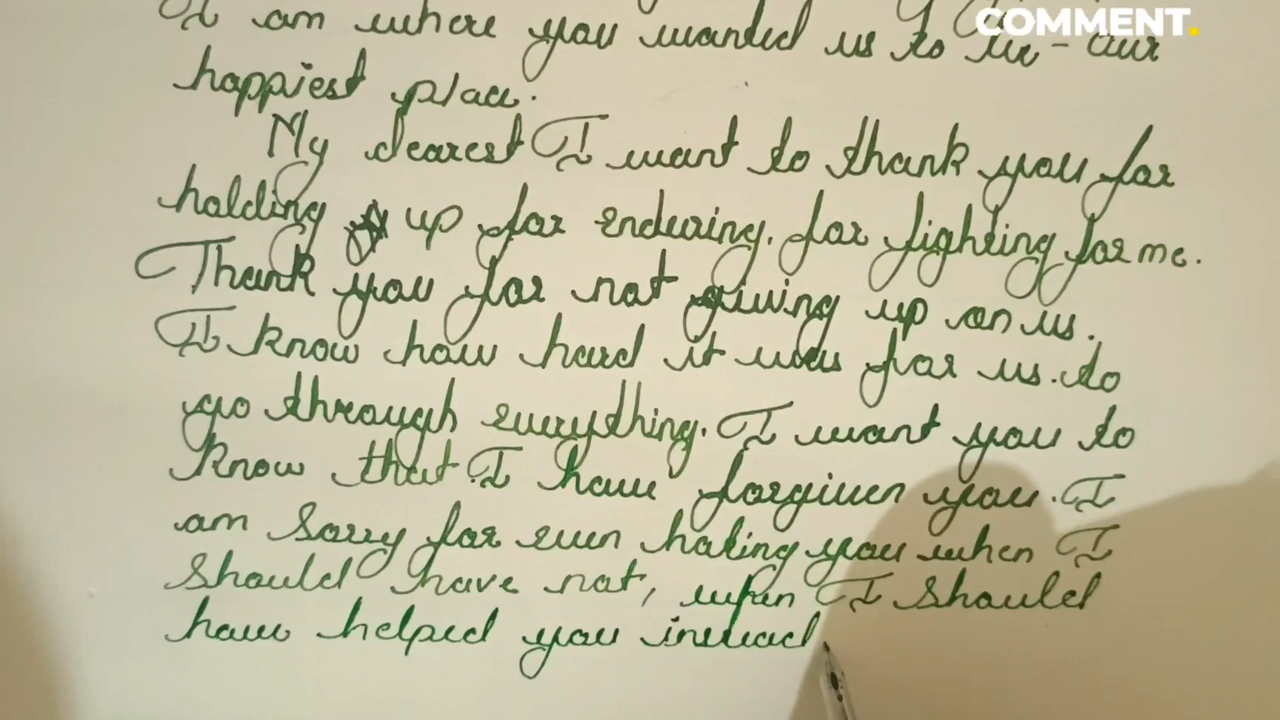 COMMENT.
I am where you wanted us to be - our
happiest place.
My dearest I want to thank you for
holding up for enduring. for fighting for me.
Thank you for not giving up on us.
I know how hard it was for us. to
go through everything. I want you to
know that I have forgiven you. I
am sorry for even hating you when I
should have not, when I should
have helped you instead